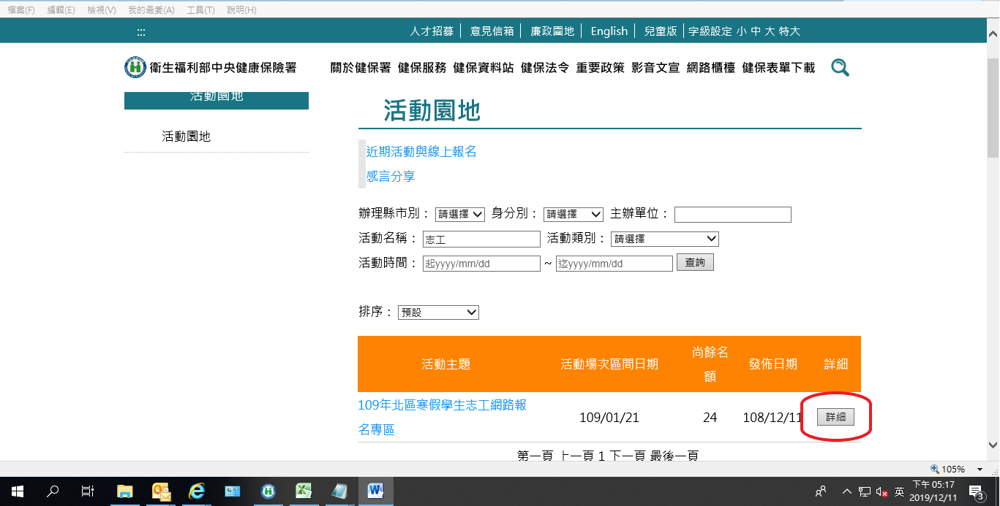 檔案(F) 編輯(E) 檢視(V) 我的最愛(A) 工具(T) 說明(H)
::: 人才招募 意見信箱 廉政園地 English 兒童版 字級設定 小 中 大 特大
衛生福利部中央健康保險署 關於健保署 健保服務 健保資料站 健保法令 重要政策 影音文宣 網路櫃檯 健保表單下載
活動園地
活動園地
活動園地
近期活動與線上報名
感言分享
辦理縣市別： 請選擇 身分別： 請選擇 主辦單位：
活動名稱： 志工 活動類別： 請選擇
活動時間： 起yyyy/mm/dd ~ 迄yyyy/mm/dd 查詢
排序： 預設
活動主題 活動場次區間日期 尚餘名額 發佈日期 詳細
109年北區寒假學生志工網路報
名專區
109/01/21 24 108/12/11 詳細
第一頁 上一頁 1 下一頁 最後一頁
105%
英 下午 05:17
2019/12/11 3